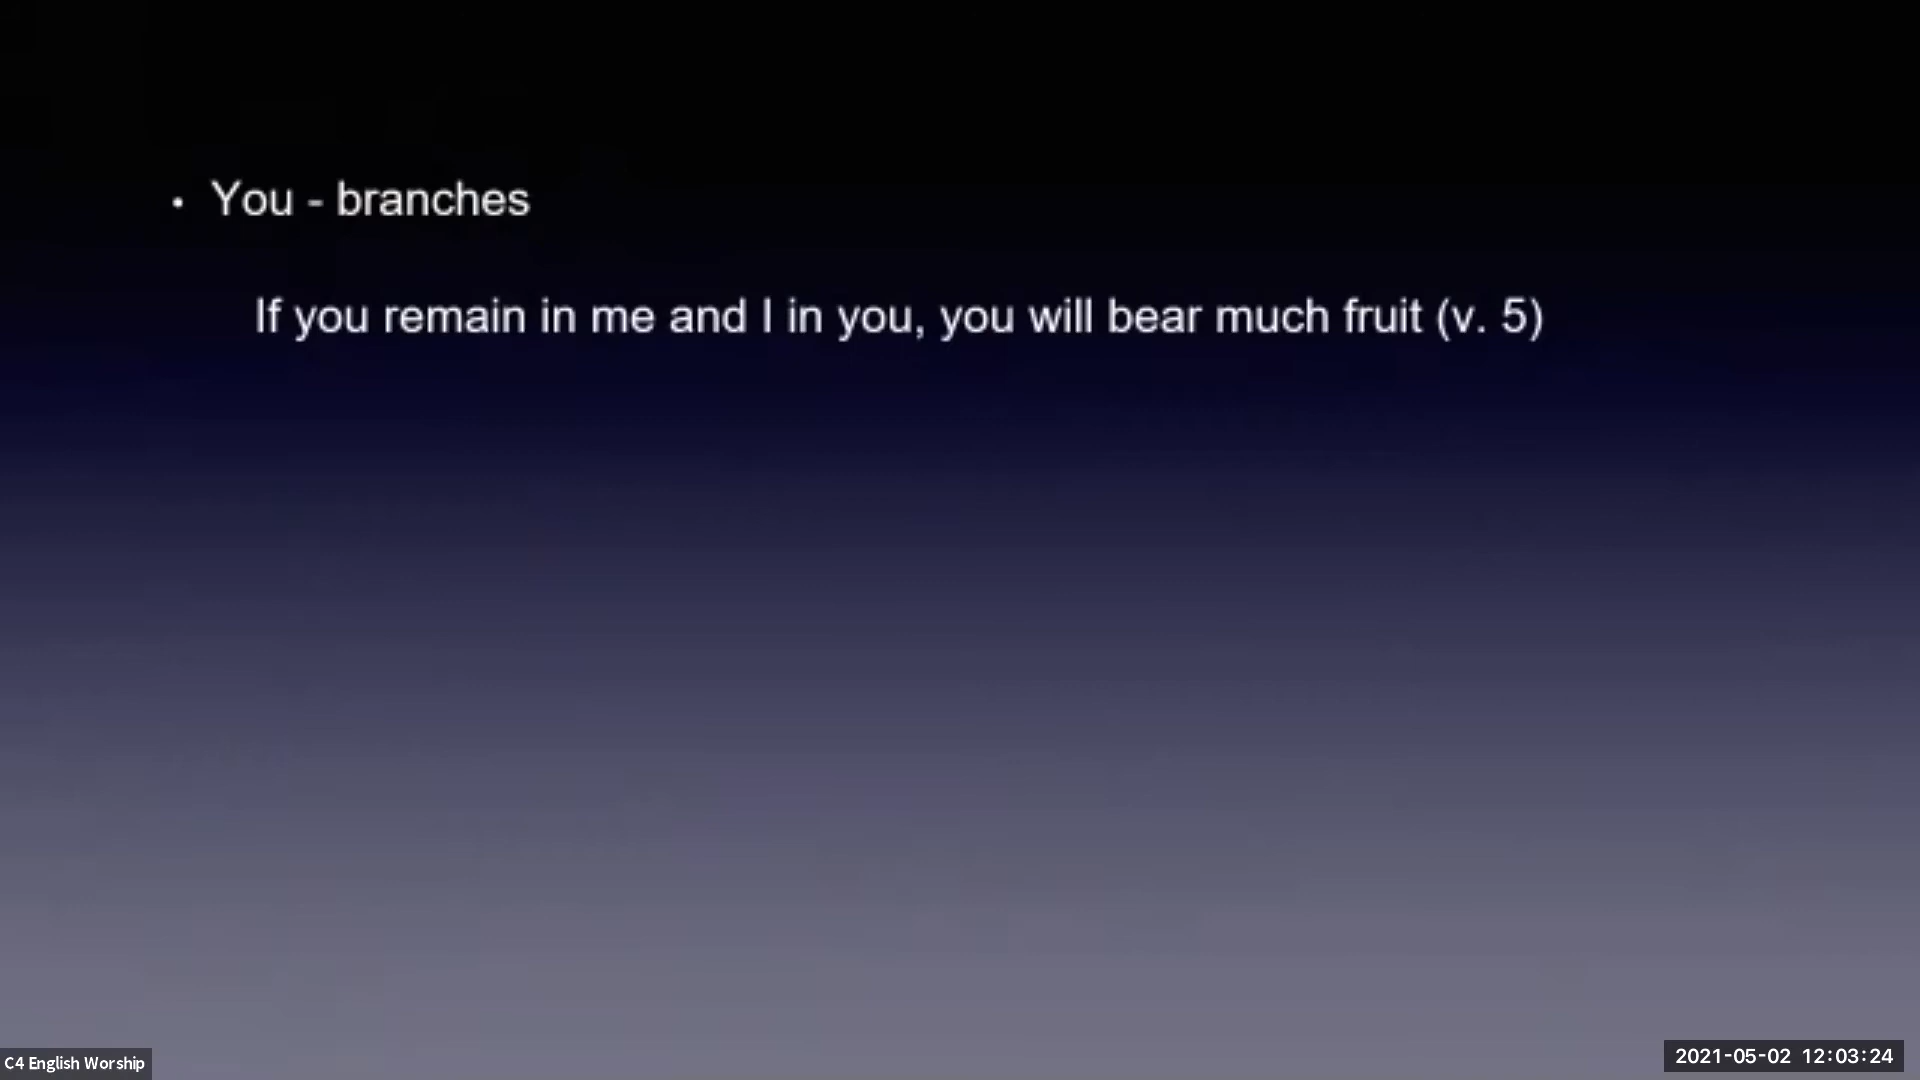 • You - branches
If you remain in me and I in you, you will bear much fruit (v. 5)
C4 English Worship
2021-05-02 12:03:24